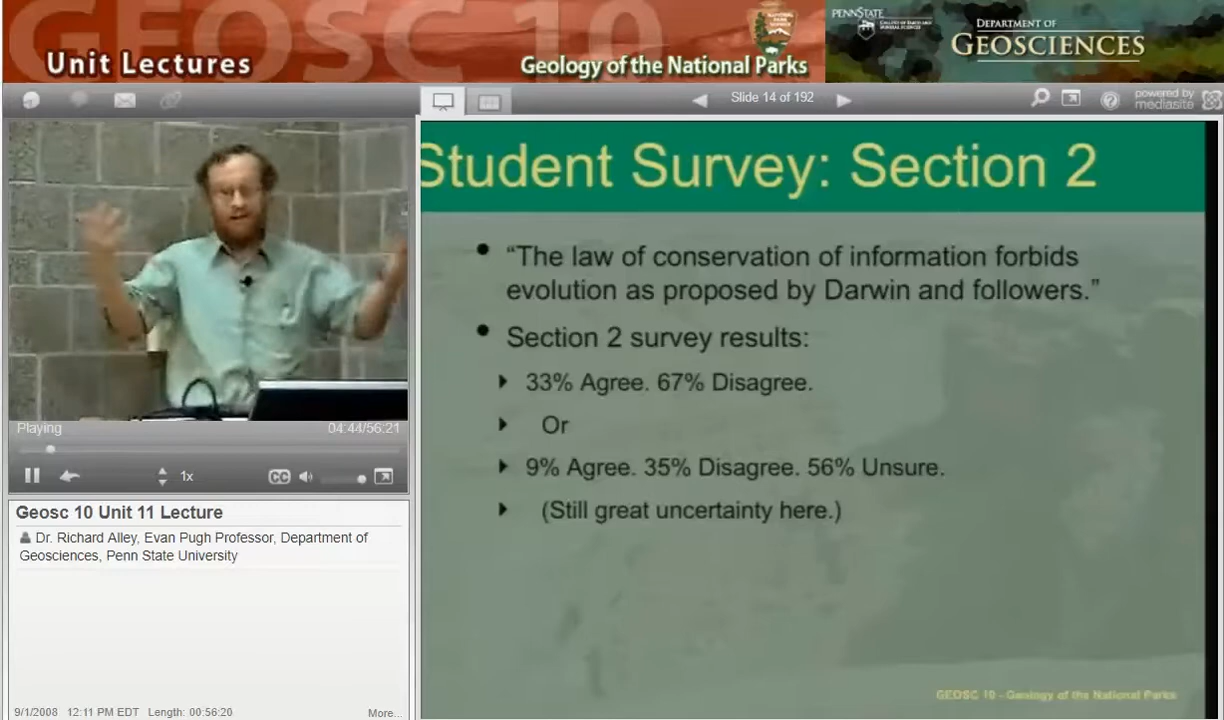 GEOSC 10
Unit Lectures
Geology of the National Parks
PENNSTATE
DEPARTMENT OF
GEOSCIENCES
Slide 14 of 192
powered by
mediasite
Playing
04:44/56:21
1x
CC
Geosc 10 Unit 11 Lecture
Dr. Richard Alley, Evan Pugh Professor, Department of
Geosciences, Penn State University
9/1/2008 12:11 PM EDT Length: 00:56:20
More...
Student Survey: Section 2
• “The law of conservation of information forbids
evolution as proposed by Darwin and followers.”
• Section 2 survey results:
33% Agree. 67% Disagree.
Or
9% Agree. 35% Disagree. 56% Unsure.
(Still great uncertainty here.)
GEOSC 10 - Geology of the National Parks